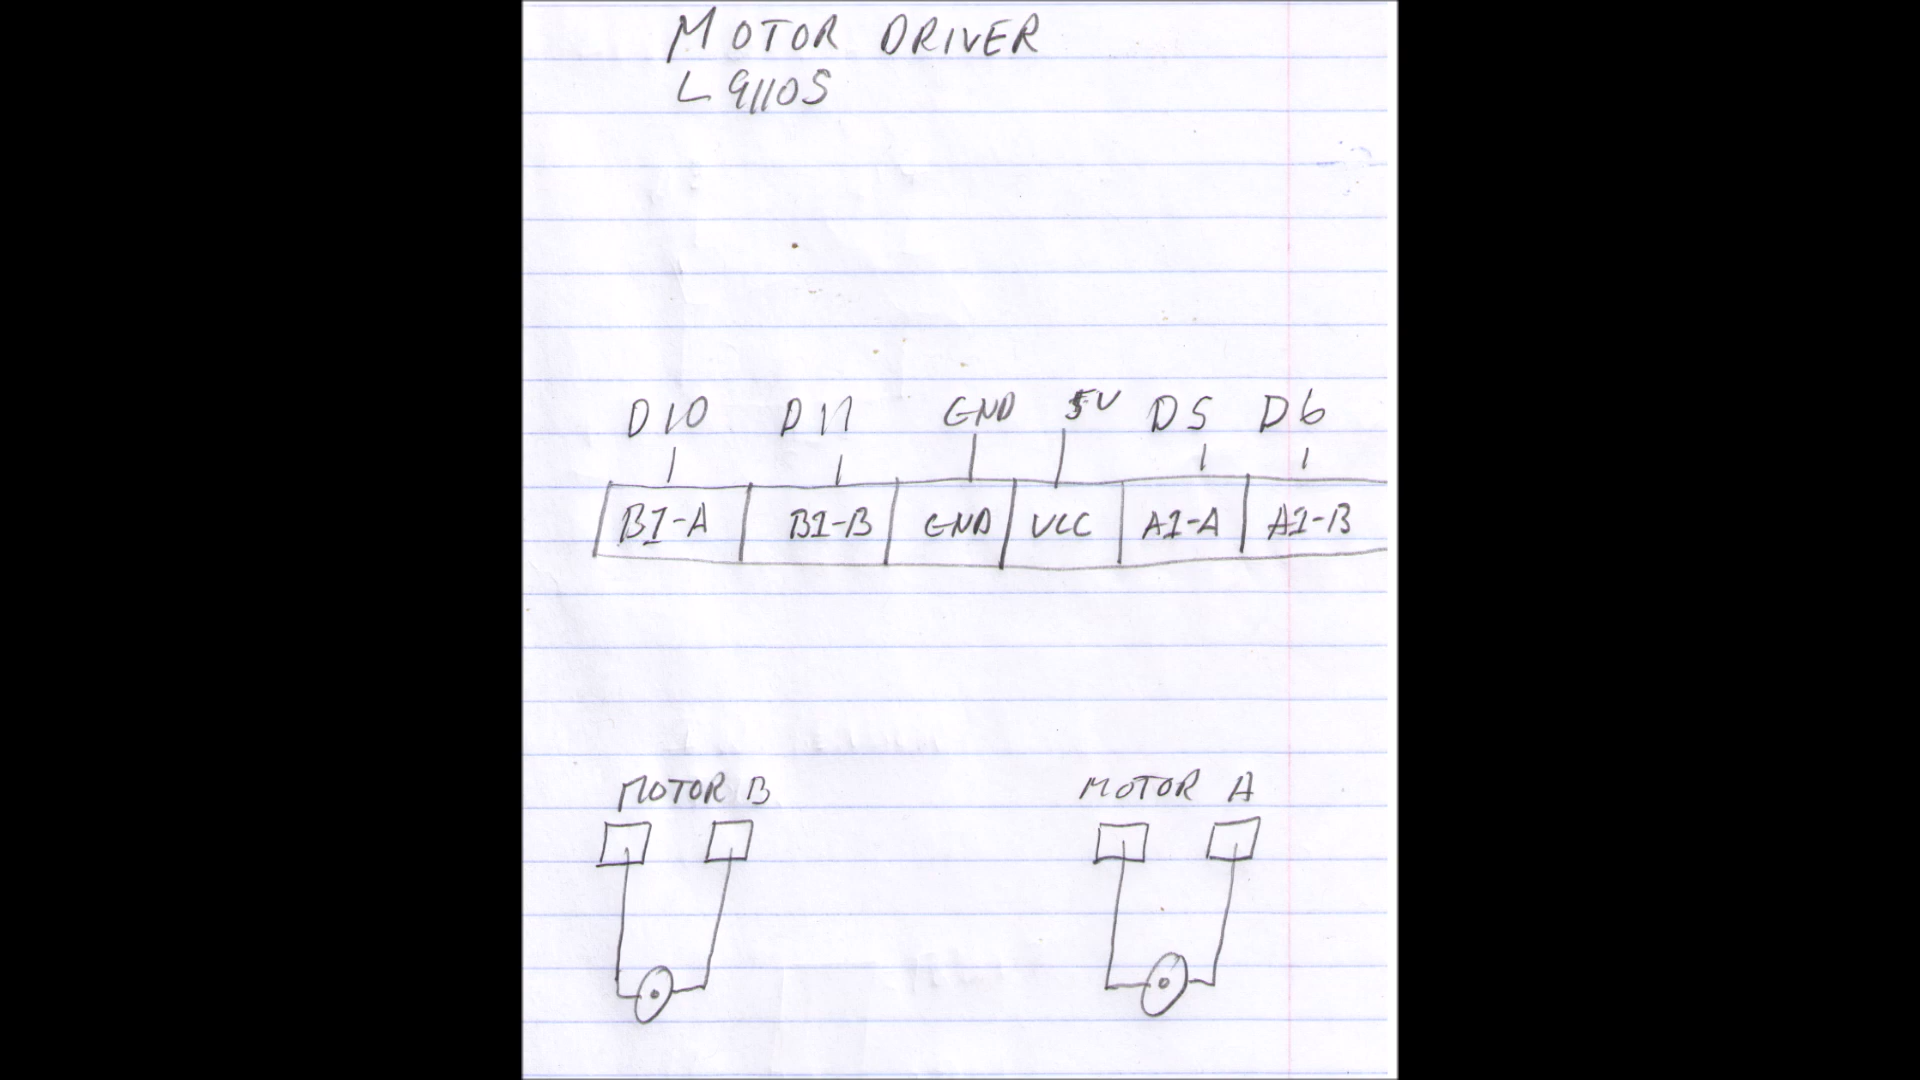 MOTOR DRIVER
L9110S
D10 D11 GND 5V D5 D6
B1-A B1-B GND VCC A1-A A1-B
MOTOR B MOTOR A